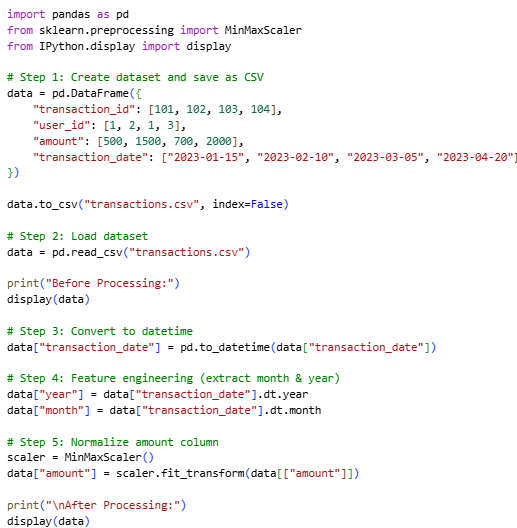 import pandas as pd
from sklearn.preprocessing import MinMaxScaler
from IPython.display import display

# Step 1: Create dataset and save as CSV
data = pd.DataFrame({
    "transaction_id": [101, 102, 103, 104],
    "user_id": [1, 2, 1, 3],
    "amount": [500, 1500, 700, 2000],
    "transaction_date": ["2023-01-15", "2023-02-10", "2023-03-05", "2023-04-20"]
})

data.to_csv("transactions.csv", index=False)

# Step 2: Load dataset
data = pd.read_csv("transactions.csv")

print("Before Processing:")
display(data)

# Step 3: Convert to datetime
data["transaction_date"] = pd.to_datetime(data["transaction_date"])

# Step 4: Feature engineering (extract month & year)
data["year"] = data["transaction_date"].dt.year
data["month"] = data["transaction_date"].dt.month

# Step 5: Normalize amount column
scaler = MinMaxScaler()
data["amount"] = scaler.fit_transform(data[["amount"]])

print("\nAfter Processing:")
display(data)